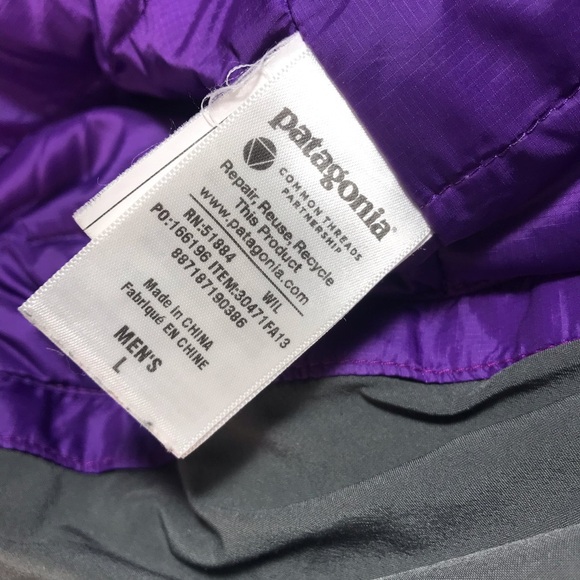 patagonia®
COMMON THREADS
PARTNERSHIP
Repair, Reuse, Recycle
This Product
www.patagonia.com
WIL
RN:51884
PO:166196 ITEM:30471FA13
887187190386
Made in CHINA
Fabriqué EN CHINE
MEN'S
L